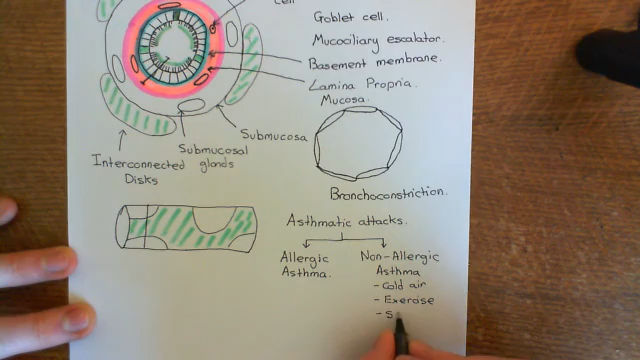 Cell
Goblet cell.
Mucociliary escalator.
Basement membrane.
Lamina Propria.
Mucosa.
Submucosa
Submucosal
glands
Interconnected
Disks
Bronchoconstriction.
Asthmatic attacks.
Allergic
Asthma.
Non-Allergic
Asthma
- Cold air
- Exercise
- S